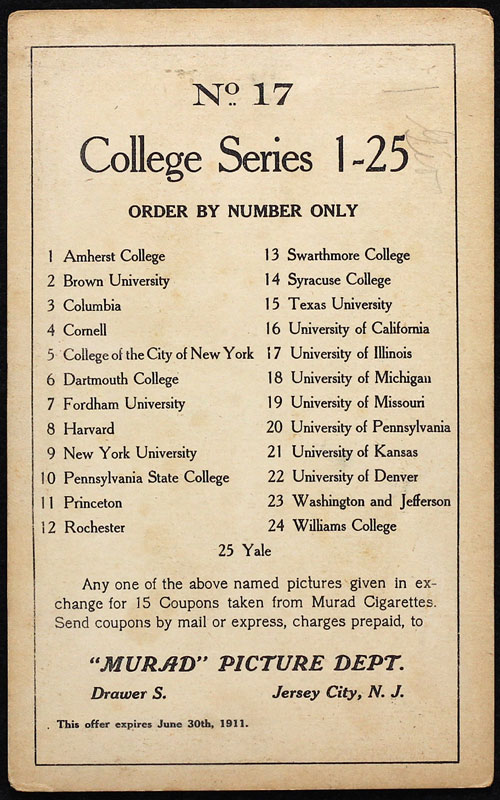 No 17
College Series 1-25
ORDER BY NUMBER ONLY
1 Amherst College
2 Brown University
3 Columbia
4 Cornell
5 College of the City of New York
6 Dartmouth College
7 Fordham University
8 Harvard
9 New York University
10 Pennsylvania State College
11 Princeton
12 Rochester
13 Swarthmore College
14 Syracuse College
15 Texas University
16 University of California
17 University of Illinois
18 University of Michigan
19 University of Missouri
20 University of Pennsylvania
21 University of Kansas
22 University of Denver
23 Washington and Jefferson
24 Williams College
25 Yale
Any one of the above named pictures given in ex-
change for 15 Coupons taken from Murad Cigarettes.
Send coupons by mail or express, charges prepaid, to
"MURAD" PICTURE DEPT.
Drawer S. Jersey City, N. J.
This offer expires June 30th, 1911.